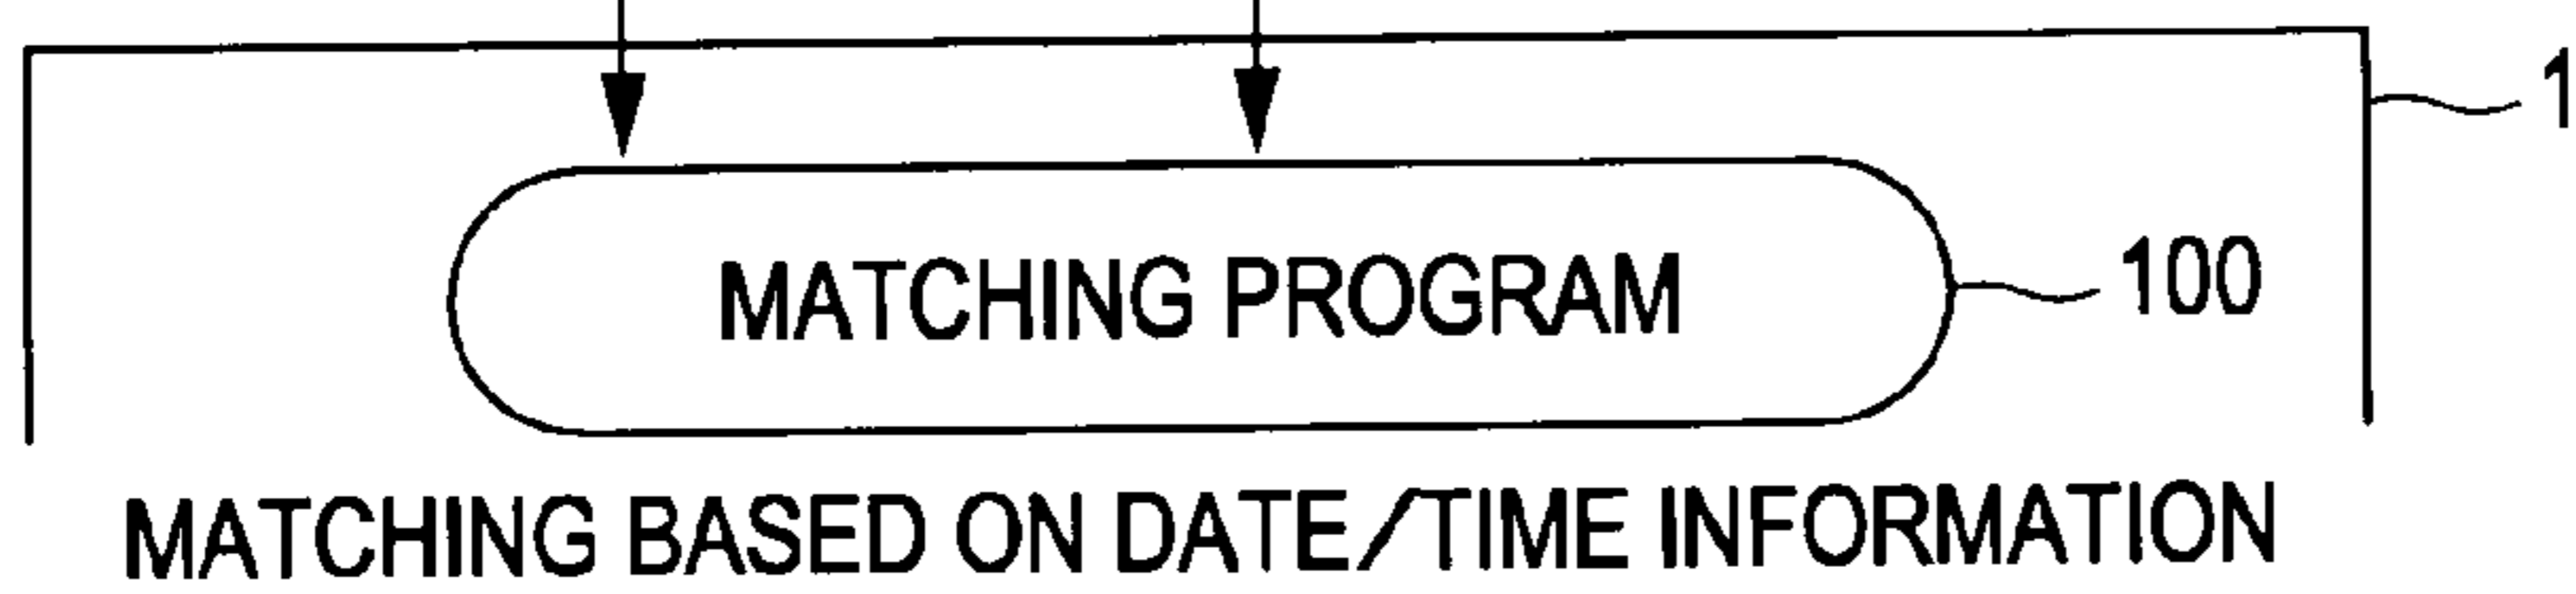 1
MATCHING PROGRAM 100
MATCHING BASED ON DATE/TIME INFORMATION